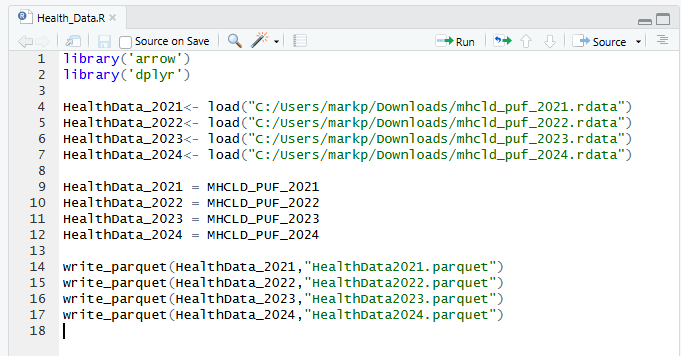 Health_Data.R
Source on Save
Run
Source
1 library('arrow')
2 library('dplyr')
3
4 HealthData_2021<- load("C:/Users/markp/Downloads/mhcld_puf_2021.rdata")
5 HealthData_2022<- load("C:/Users/markp/Downloads/mhcld_puf_2022.rdata")
6 HealthData_2023<- load("C:/Users/markp/Downloads/mhcld_puf_2023.rdata")
7 HealthData_2024<- load("C:/Users/markp/Downloads/mhcld_puf_2024.rdata")
8
9 HealthData_2021 = MHCLD_PUF_2021
10 HealthData_2022 = MHCLD_PUF_2022
11 HealthData_2023 = MHCLD_PUF_2023
12 HealthData_2024 = MHCLD_PUF_2024
13
14 write_parquet(HealthData_2021,"HealthData2021.parquet")
15 write_parquet(HealthData_2022,"HealthData2022.parquet")
16 write_parquet(HealthData_2023,"HealthData2023.parquet")
17 write_parquet(HealthData_2024,"HealthData2024.parquet")
18